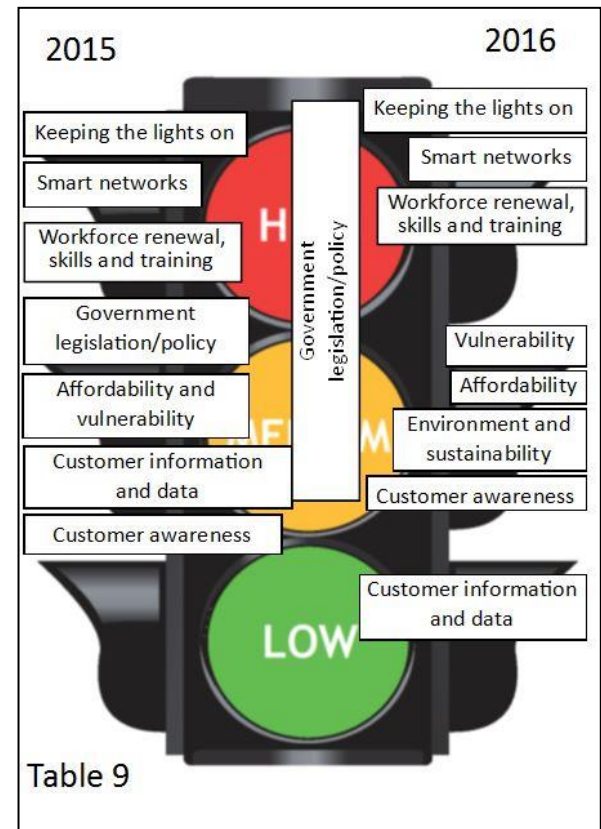 2015
2016
Keeping the lights on
Smart networks
Workforce renewal,
skills and training
Government
legislation/policy
Affordability and
vulnerability
Customer information
and data
Customer awareness
H
Government
legislation/policy
ME
M
LOW
Keeping the lights on
Smart networks
Workforce renewal,
skills and training
Vulnerability
Affordability
Environment and
sustainability
Customer awareness
Customer information
and data
Table 9